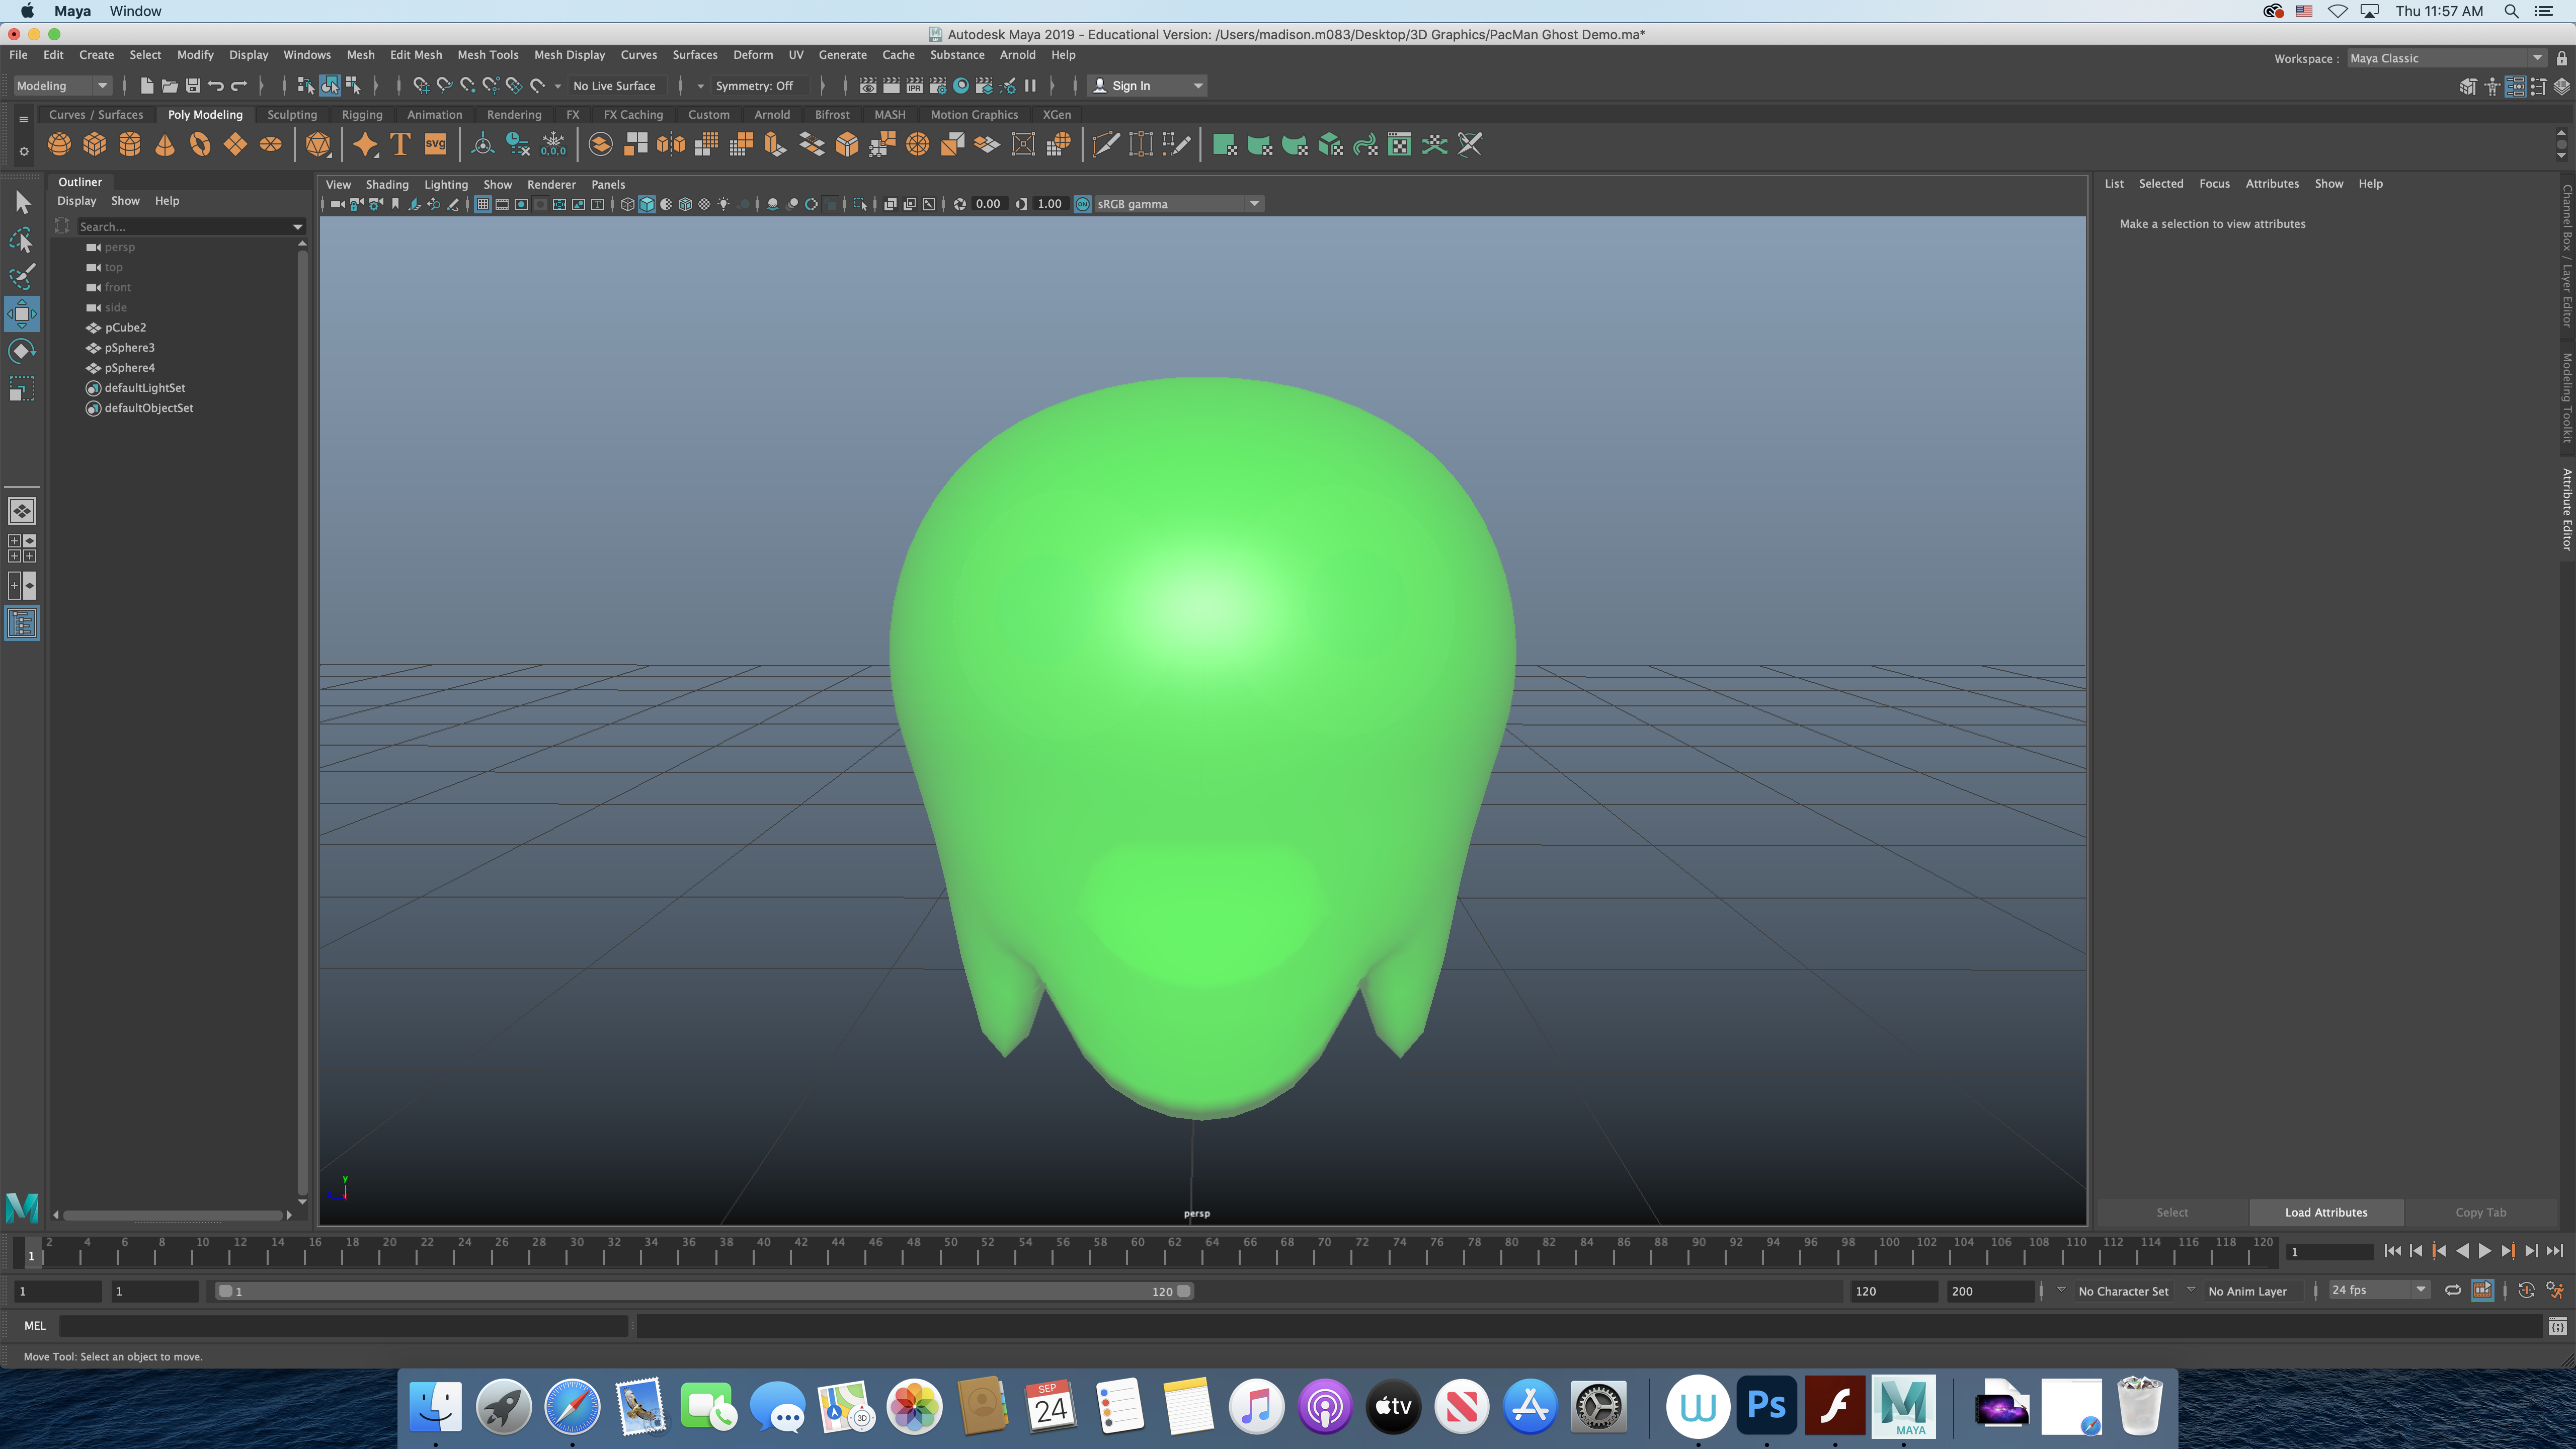 Maya Window Thu 11:57 AM
Autodesk Maya 2019 - Educational Version: /Users/madison.m083/Desktop/3D Graphics/PacMan Ghost Demo.ma*
File Edit Create Select Modify Display Windows Mesh Edit Mesh Mesh Tools Mesh Display Curves Surfaces Deform UV Generate Cache Substance Arnold Help
Workspace : Maya Classic
Modeling No Live Surface Symmetry: Off Sign In
Curves / Surfaces Poly Modeling Sculpting Rigging Animation Rendering FX FX Caching Custom Arnold Bifrost MASH Motion Graphics XGen
T svg 0,0,0
Outliner
Display Show Help
Search...
persp
top
front
side
pCube2
pSphere3
pSphere4
defaultLightSet
defaultObjectSet
View Shading Lighting Show Renderer Panels
IPR
0.00 1.00 ON sRGB gamma
y
persp
List Selected Focus Attributes Show Help
Make a selection to view attributes
Channel Box / Layer Editor
Modeling Toolkit
Attribute Editor
Select Load Attributes Copy Tab
1 2 4 6 8 10 12 14 16 18 20 22 24 26 28 30 32 34 36 38 40 42 44 46 48 50 52 54 56 58 60 62 64 66 68 70 72 74 76 78 80 82 84 86 88 90 92 94 96 98 100 102 104 106 108 110 112 114 116 118 120 1
1 1 1 120 120 200 No Character Set No Anim Layer 24 fps
MEL
Move Tool: Select an object to move.
SEP
24
3D
tv
W
Ps
M
MAYA